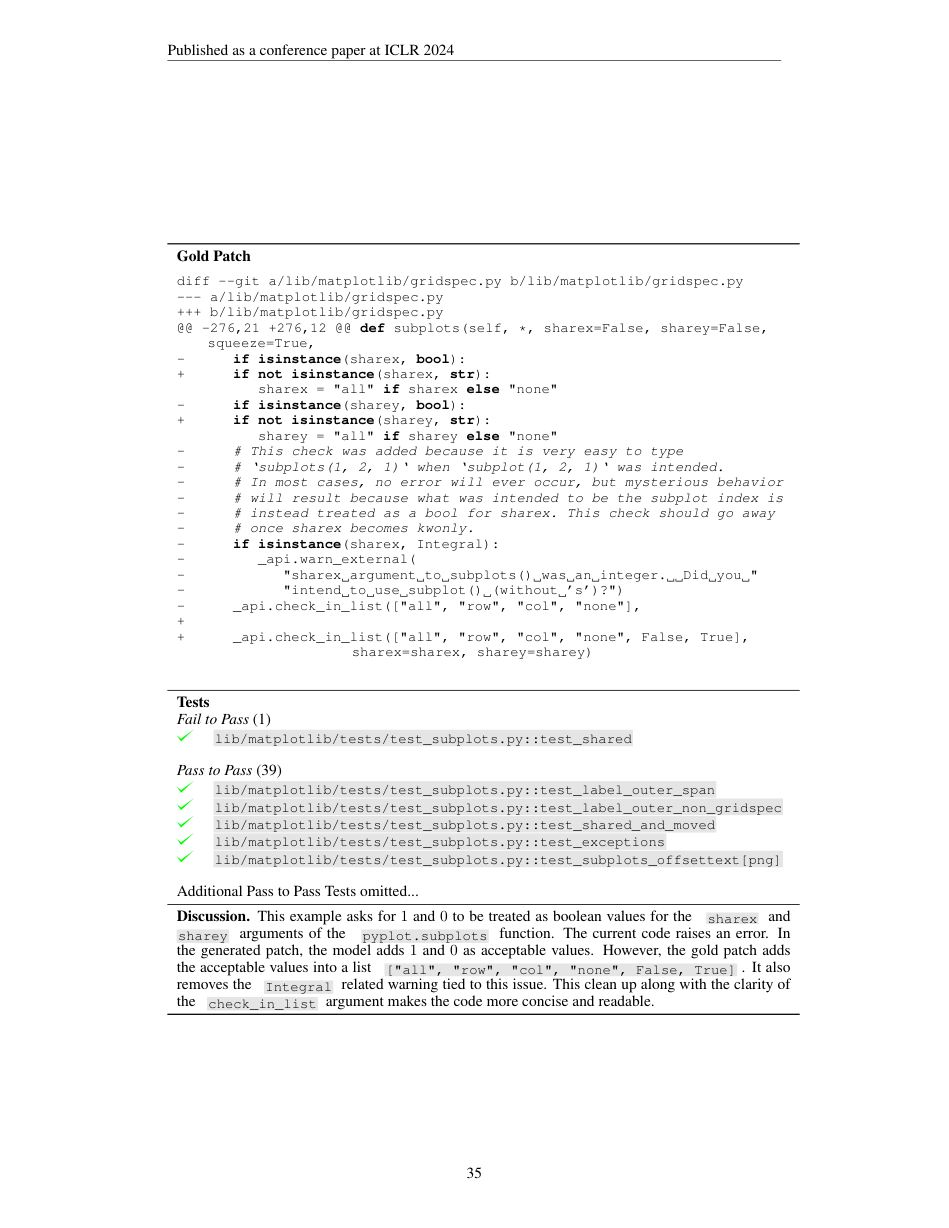 Published as a conference paper at ICLR 2024
Gold Patch
diff --git a/lib/matplotlib/gridspec.py b/lib/matplotlib/gridspec.py
--- a/lib/matplotlib/gridspec.py
+++ b/lib/matplotlib/gridspec.py
@@ -276,21 +276,12 @@ def subplots(self, *, sharex=False, sharey=False,
squeeze=True,
- if isinstance(sharex, bool):
+ if not isinstance(sharex, str):
sharex = "all" if sharex else "none"
- if isinstance(sharey, bool):
+ if not isinstance(sharey, str):
sharey = "all" if sharey else "none"
- # This check was added because it is very easy to type
- # ‘subplots(1, 2, 1)‘ when ‘subplot(1, 2, 1)‘ was intended.
- # In most cases, no error will ever occur, but mysterious behavior
- # will result because what was intended to be the subplot index is
- # instead treated as a bool for sharex. This check should go away
- # once sharex becomes kwonly.
- if isinstance(sharex, Integral):
- _api.warn_external(
- "sharex␣argument␣to␣subplots()␣was␣an␣integer.␣␣Did␣you␣"
- "intend␣to␣use␣subplot()␣(without␣’s’)?")
- _api.check_in_list(["all", "row", "col", "none"],
+
+ _api.check_in_list(["all", "row", "col", "none", False, True],
sharex=sharex, sharey=sharey)
Tests
Fail to Pass (1)
✓ lib/matplotlib/tests/test_subplots.py::test_shared
Pass to Pass (39)
✓ lib/matplotlib/tests/test_subplots.py::test_label_outer_span
✓ lib/matplotlib/tests/test_subplots.py::test_label_outer_non_gridspec
✓ lib/matplotlib/tests/test_subplots.py::test_shared_and_moved
✓ lib/matplotlib/tests/test_subplots.py::test_exceptions
✓ lib/matplotlib/tests/test_subplots.py::test_subplots_offsettext[png]
Additional Pass to Pass Tests omitted...
Discussion. This example asks for 1 and 0 to be treated as boolean values for the sharex and
sharey arguments of the pyplot.subplots function. The current code raises an error. In
the generated patch, the model adds 1 and 0 as acceptable values. However, the gold patch adds
the acceptable values into a list ["all", "row", "col", "none", False, True] . It also
removes the Integral related warning tied to this issue. This clean up along with the clarity of
the check_in_list argument makes the code more concise and readable.
35